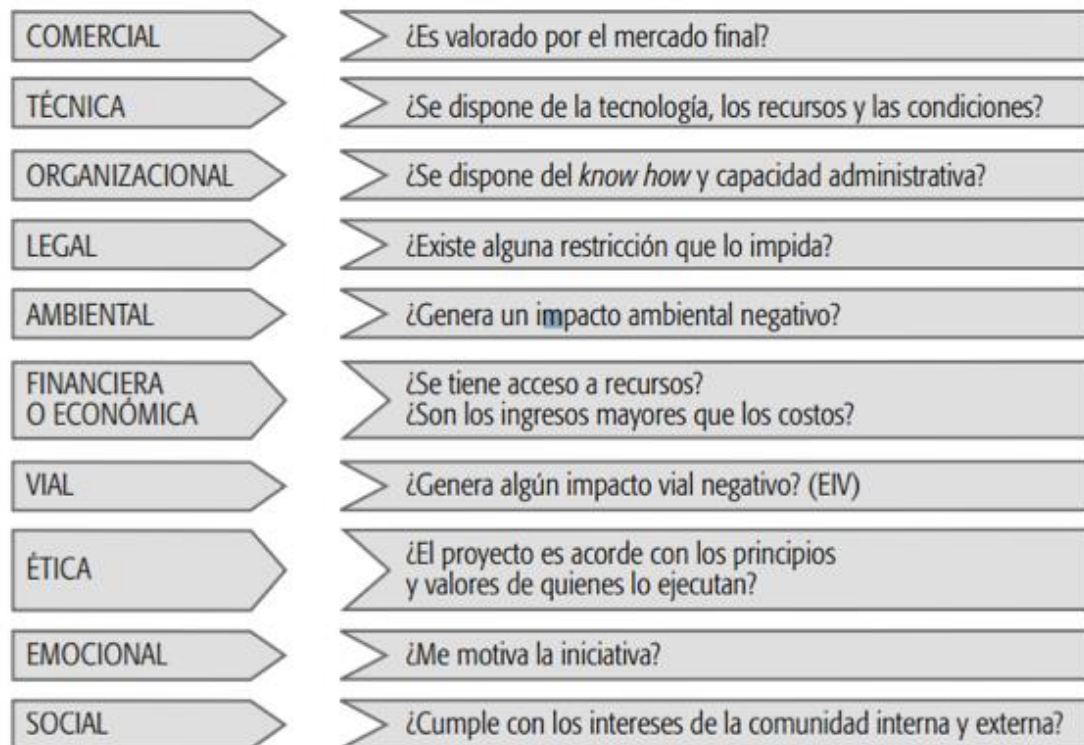 COMERCIAL
¿Es valorado por el mercado final?
TÉCNICA
¿Se dispone de la tecnología, los recursos y las condiciones?
ORGANIZACIONAL
¿Se dispone del know how y capacidad administrativa?
LEGAL
¿Existe alguna restricción que lo impida?
AMBIENTAL
¿Genera un impacto ambiental negativo?
FINANCIERA
O ECONÓMICA
¿Se tiene acceso a recursos?
¿Son los ingresos mayores que los costos?
VIAL
¿Genera algún impacto vial negativo? (EIV)
ÉTICA
¿El proyecto es acorde con los principios
y valores de quienes lo ejecutan?
EMOCIONAL
¿Me motiva la iniciativa?
SOCIAL
¿Cumple con los intereses de la comunidad interna y externa?